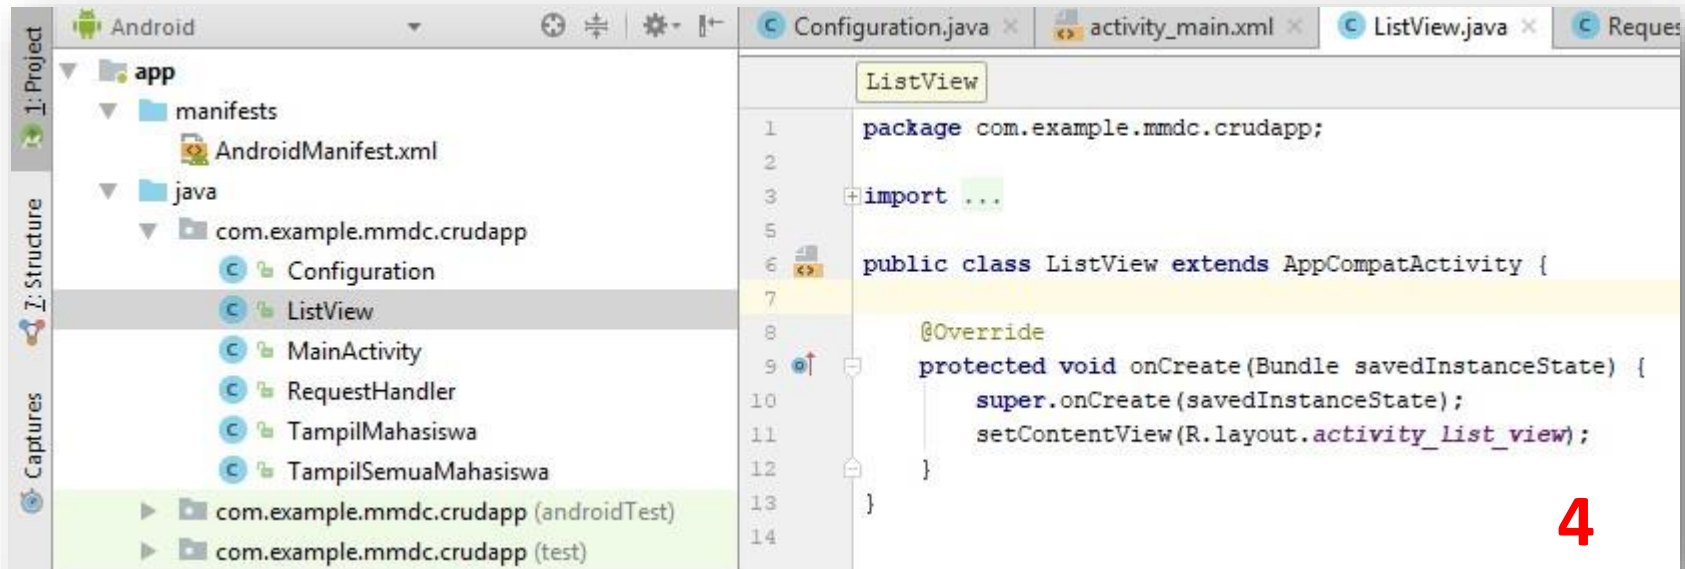 1: Project
7: Structure
Captures
Android
app
manifests
AndroidManifest.xml
java
com.example.mmdc.crudapp
Configuration
ListView
MainActivity
RequestHandler
TampilMahasiswa
TampilSemuaMahasiswa
com.example.mmdc.crudapp (androidTest)
com.example.mmdc.crudapp (test)
Configuration.java activity_main.xml ListView.java Reques
ListView
1 package com.example.mmdc.crudapp;
2
3 import ...
5
6 public class ListView extends AppCompatActivity {
7
8 @Override
9 protected void onCreate(Bundle savedInstanceState) {
10 super.onCreate(savedInstanceState);
11 setContentView(R.layout.activity_list_view);
12 }
13 }
14
4